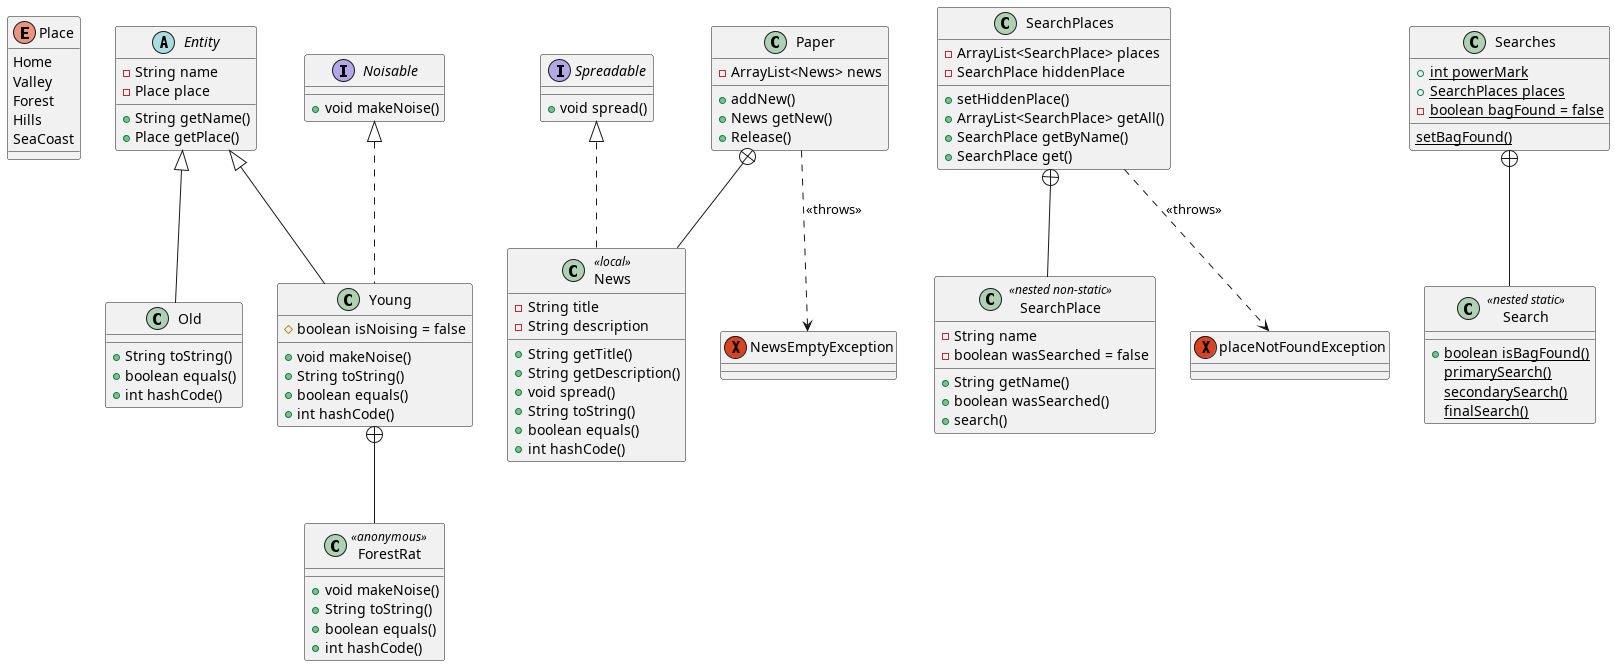 E Place
Home
Valley
Forest
Hills
SeaCoast
A Entity
String name
Place place
String getName()
Place getPlace()
I Noisable
void makeNoise()
I Spreadable
void spread()
C Paper
ArrayList<News> news
addNew()
News getNew()
Release()
C SearchPlaces
ArrayList<SearchPlace> places
SearchPlace hiddenPlace
setHiddenPlace()
ArrayList<SearchPlace> getAll()
SearchPlace getByName()
SearchPlace get()
C Searches
int powerMark
SearchPlaces places
boolean bagFound = false
setBagFound()
«throws»
«throws»
C Old
String toString()
boolean equals()
int hashCode()
C Young
boolean isNoising = false
void makeNoise()
String toString()
boolean equals()
int hashCode()
C «local»
News
String title
String description
String getTitle()
String getDescription()
void spread()
String toString()
boolean equals()
int hashCode()
X NewsEmptyException
C «nested non-static»
SearchPlace
String name
boolean wasSearched = false
String getName()
boolean wasSearched()
search()
X placeNotFoundException
C «nested static»
Search
boolean isBagFound()
primarySearch()
secondarySearch()
finalSearch()
C «anonymous»
ForestRat
void makeNoise()
String toString()
boolean equals()
int hashCode()